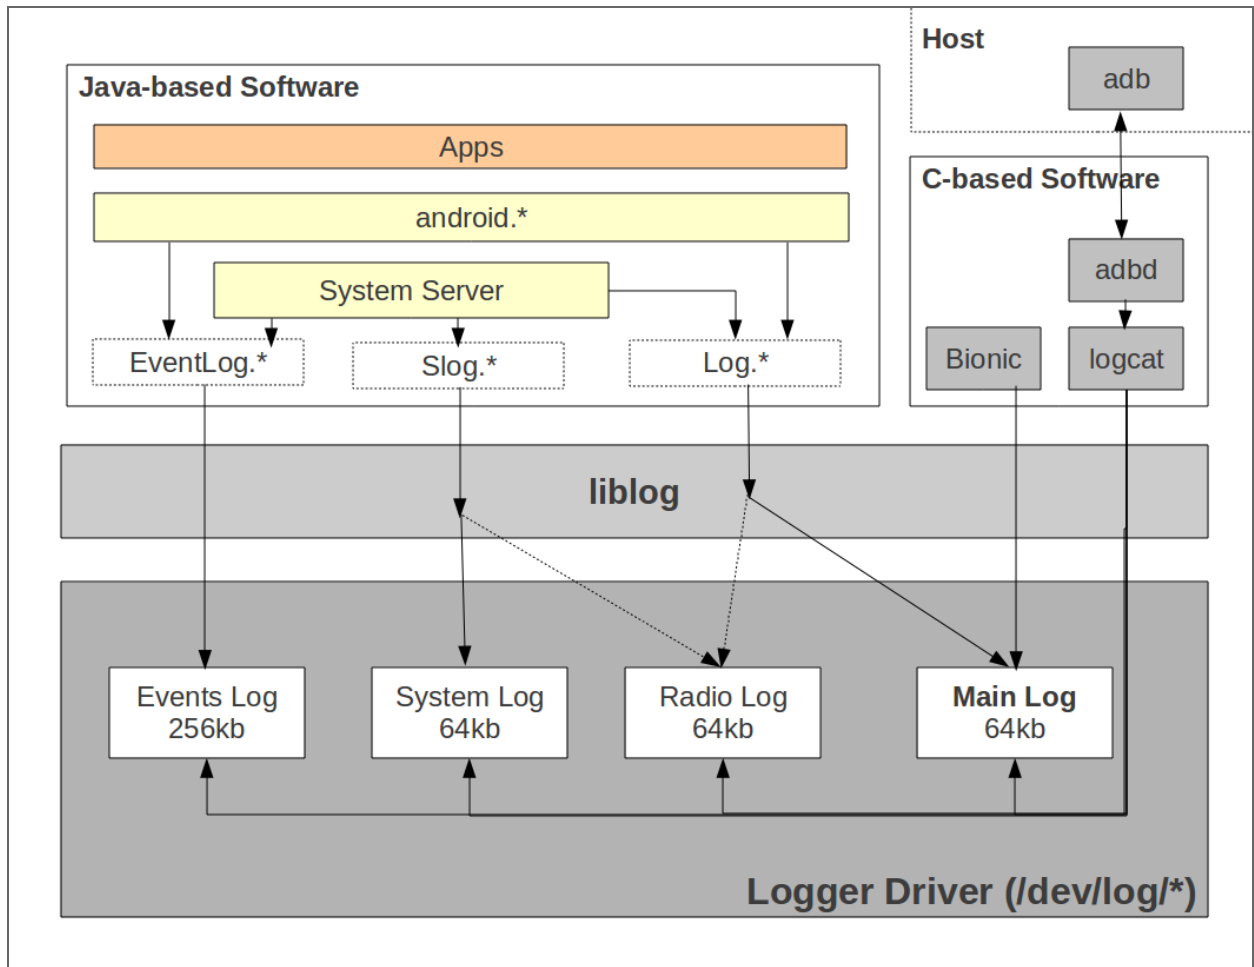 Host
adb
Java-based Software
Apps
android.*
System Server
EventLog.*
Slog.*
Log.*
C-based Software
adbd
Bionic
logcat
liblog
Events Log
256kb
System Log
64kb
Radio Log
64kb
Main Log
64kb
Logger Driver (/dev/log/*)